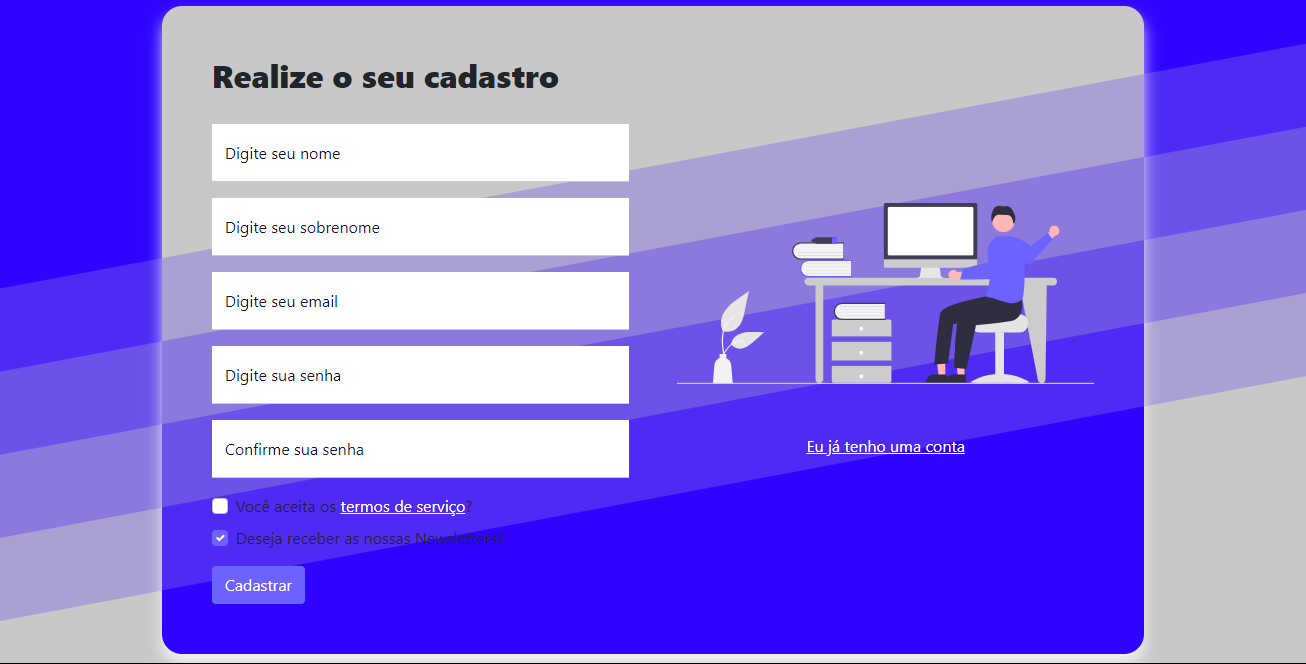 Realize o seu cadastro
Digite seu nome
Digite seu sobrenome
Digite seu email
Digite sua senha
Confirme sua senha
Você aceita os termos de serviço?
Deseja receber as nossas Newsletters?
Cadastrar
Eu já tenho uma conta